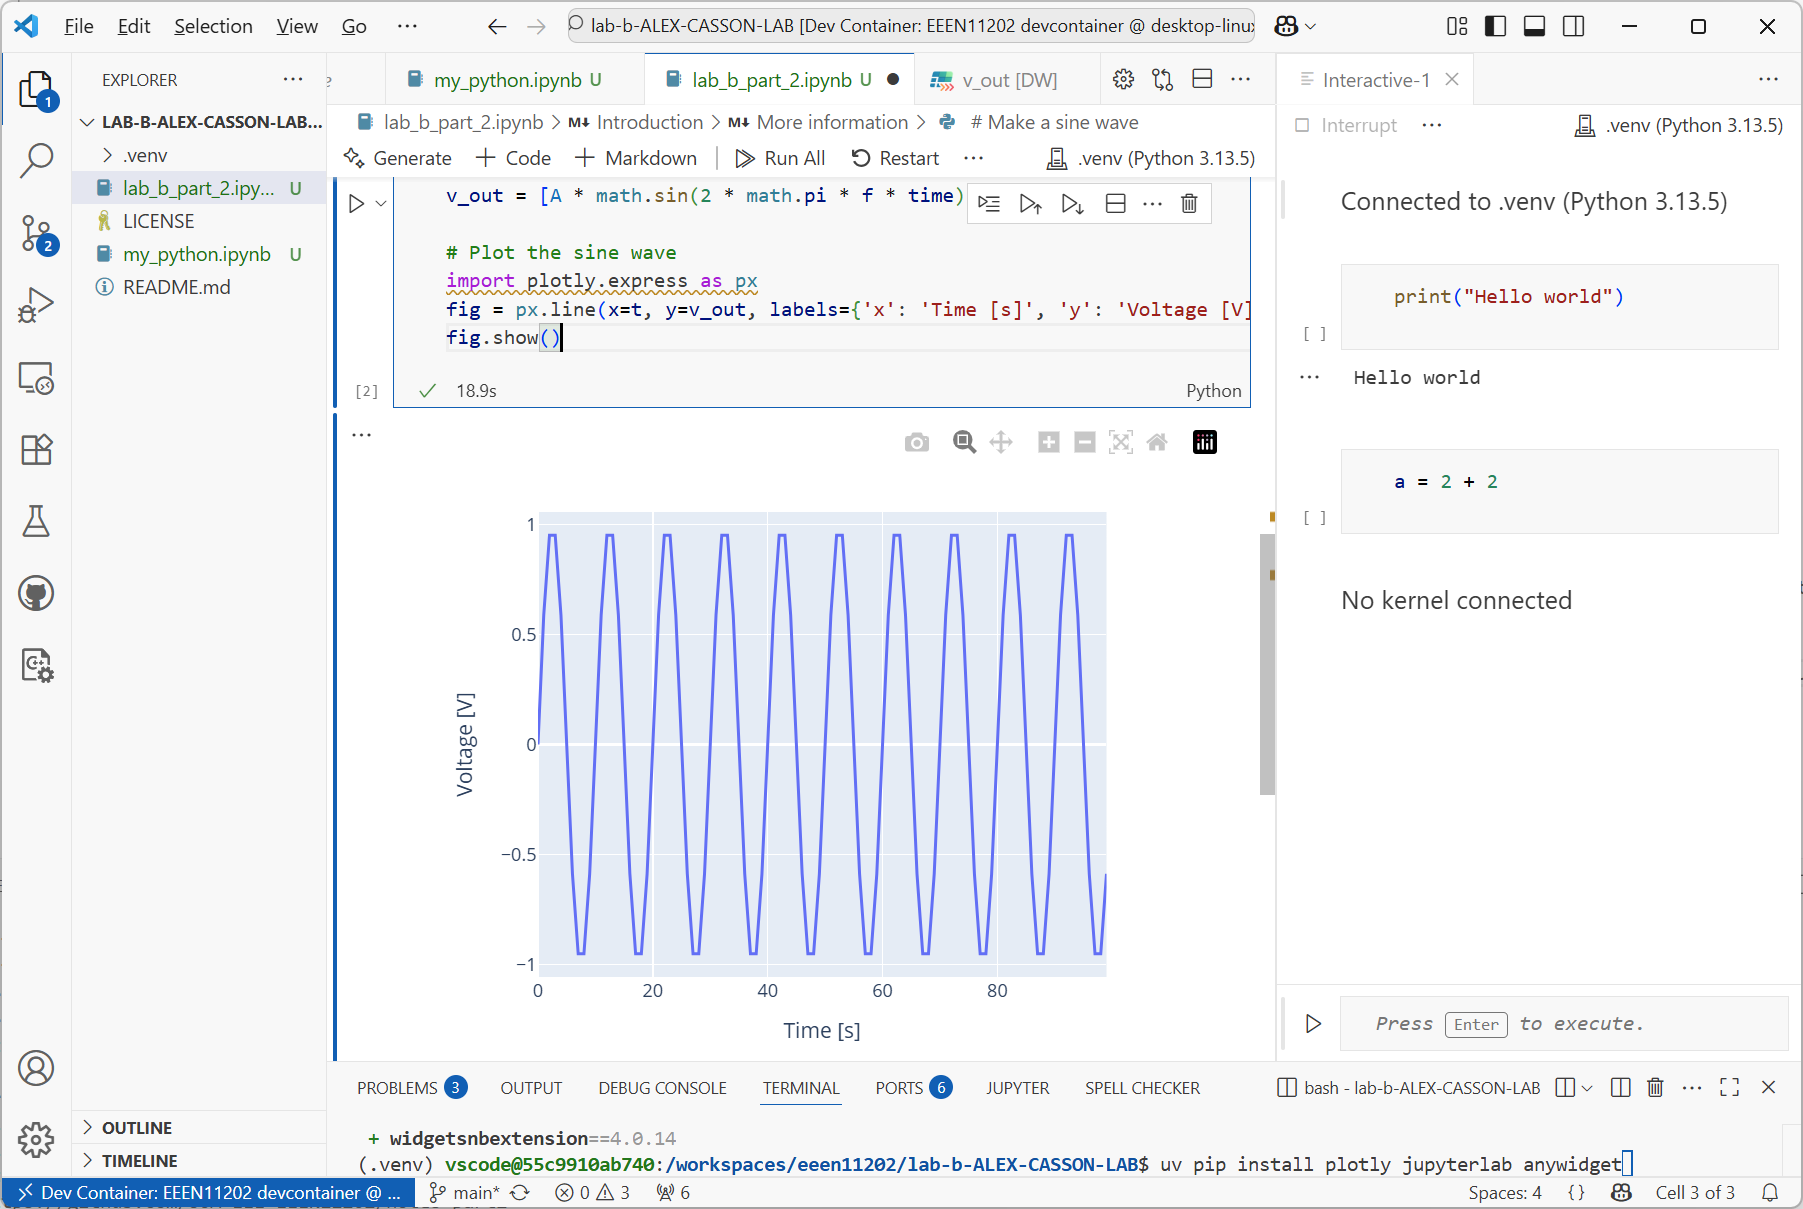 File Edit Selection View Go ···
lab-b-ALEX-CASSON-LAB [Dev Container: EEEN11202 devcontainer @ desktop-linux
EXPLORER ···
LAB-B-ALEX-CASSON-LAB...
.venv
lab_b_part_2.ipy... U
LICENSE
my_python.ipynb U
README.md
OUTLINE
TIMELINE
1
2
my_python.ipynb U
lab_b_part_2.ipynb U
v_out [DW]
lab_b_part_2.ipynb > M↓ Introduction > M↓ More information > # Make a sine wave
Generate + Code + Markdown | Run All Restart ··· .venv (Python 3.13.5)
v_out = [A * math.sin(2 * math.pi * f * time)
# Plot the sine wave
import plotly.express as px
fig = px.line(x=t, y=v_out, labels={'x': 'Time [s]', 'y': 'Voltage [V]
fig.show()
[2] 18.9s Python
1
0.5
0
−0.5
−1
Voltage [V]
0 20 40 60 80
Time [s]
Interactive-1
Interrupt ··· .venv (Python 3.13.5)
Connected to .venv (Python 3.13.5)
print("Hello world")
[ ]
··· Hello world
a = 2 + 2
[ ]
No kernel connected
Press Enter to execute.
PROBLEMS 3 OUTPUT DEBUG CONSOLE TERMINAL PORTS 6 JUPYTER SPELL CHECKER bash - lab-b-ALEX-CASSON-LAB
+ widgetsnbextension==4.0.14
(.venv) vscode@55c9910ab740:/workspaces/eeen11202/lab-b-ALEX-CASSON-LAB$ uv pip install plotly jupyterlab anywidget
Dev Container: EEEN11202 devcontainer @ ... main* 0 3 6 Spaces: 4 {} Cell 3 of 3